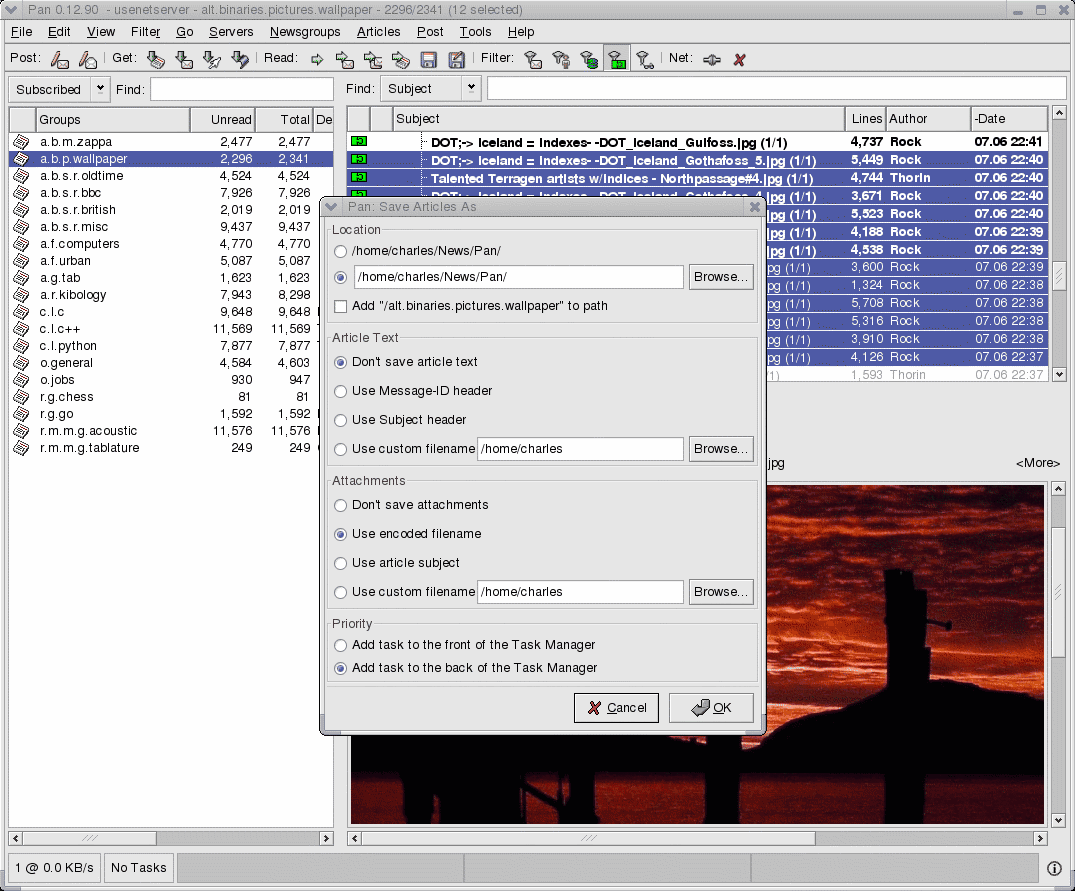 Pan 0.12.90 - usenetserver - alt.binaries.pictures.wallpaper - 2296/2341 (12 selected)
File Edit View Filter Go Servers Newsgroups Articles Post Tools Help
Post: Get: Read: Filter: Net:
Subscribed Find:
Groups Unread Total De
a.b.m.zappa 2,477 2,477
a.b.p.wallpaper 2,296 2,341
a.b.s.r.oldtime 4,524 4,524
a.b.s.r.bbc 7,926 7,926
a.b.s.r.british 2,019 2,019
a.b.s.r.misc 9,437 9,437
a.f.computers 4,770 4,770
a.f.urban 5,087 5,087
a.g.tab 1,623 1,623
a.r.kibology 7,943 8,298
c.l.c 9,648 9,648
c.l.c++ 11,569 11,569
c.l.python 7,877 7,877
o.general 4,584 4,603
o.jobs 930 947
r.g.chess 81 81
r.g.go 1,592 1,592
r.m.m.g.acoustic 11,576 11,576
r.m.m.g.tablature 249 249
Find: Subject
Subject Lines Author -Date
DOT;-> Iceland = Indexes- -DOT_Iceland_Gulfoss.jpg (1/1) 4,737 Rock 07.06 22:41
DOT;-> Iceland = Indexes- -DOT_Iceland_Gothafoss_5.jpg (1/1) 5,449 Rock 07.06 22:40
Talented Terragen artists w/Indices - Northpassage#4.jpg (1/1) 4,744 Thorin 07.06 22:40
jpg (1/1) 3,671 Rock 07.06 22:40
jpg (1/1) 5,523 Rock 07.06 22:40
jpg (1/1) 4,188 Rock 07.06 22:39
jpg (1/1) 4,538 Rock 07.06 22:39
pg (1/1) 3,600 Rock 07.06 22:39
pg (1/1) 1,324 Rock 07.06 22:38
pg (1/1) 5,708 Rock 07.06 22:38
pg (1/1) 5,316 Rock 07.06 22:38
pg (1/1) 3,910 Rock 07.06 22:38
pg (1/1) 4,126 Rock 07.06 22:37
1) 1,593 Thorin 07.06 22:37
.jpg <More>
Pan: Save Articles As
Location
/home/charles/News/Pan/
/home/charles/News/Pan/ Browse...
Add "/alt.binaries.pictures.wallpaper" to path
Article Text
Don't save article text
Use Message-ID header
Use Subject header
Use custom filename /home/charles Browse...
Attachments
Don't save attachments
Use encoded filename
Use article subject
Use custom filename /home/charles Browse...
Priority
Add task to the front of the Task Manager
Add task to the back of the Task Manager
Cancel OK
1 @ 0.0 KB/s No Tasks